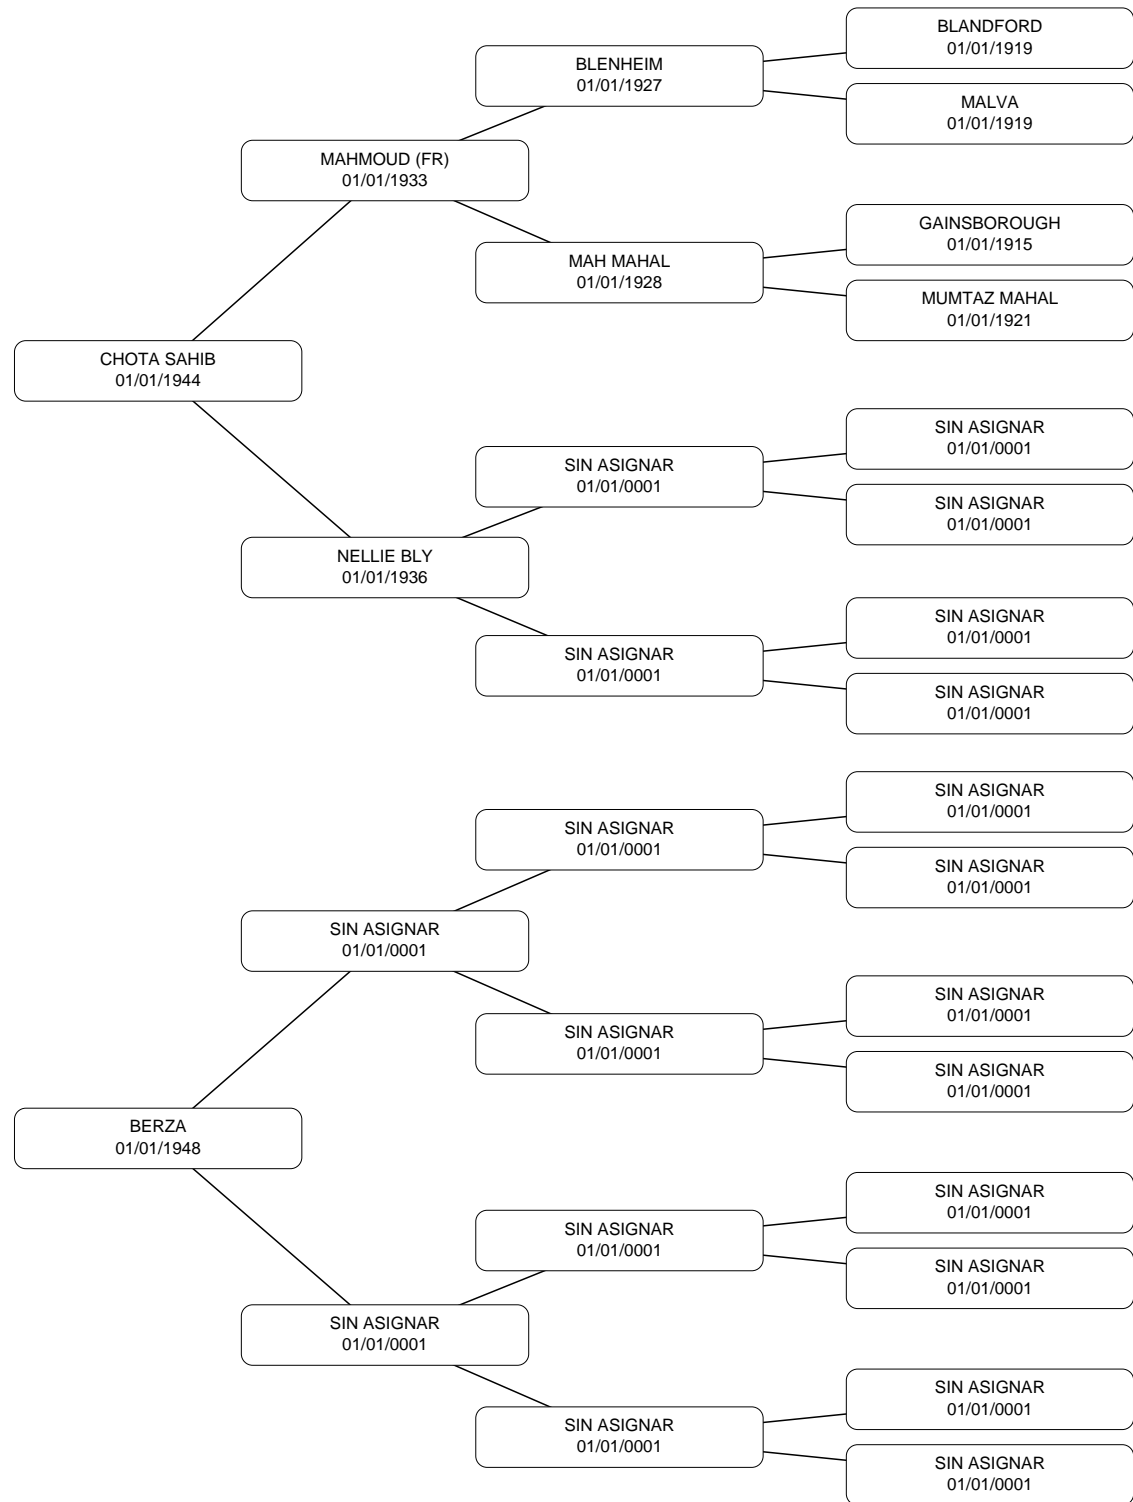 BLANDFORD
01/01/1919
BLENHEIM
01/01/1927
MALVA
01/01/1919
MAHMOUD (FR)
01/01/1933
GAINSBOROUGH
01/01/1915
MAH MAHAL
01/01/1928
MUMTAZ MAHAL
01/01/1921
CHOTA SAHIB
01/01/1944
SIN ASIGNAR
01/01/0001
SIN ASIGNAR
01/01/0001
SIN ASIGNAR
01/01/0001
NELLIE BLY
01/01/1936
SIN ASIGNAR
01/01/0001
SIN ASIGNAR
01/01/0001
SIN ASIGNAR
01/01/0001
SIN ASIGNAR
01/01/0001
SIN ASIGNAR
01/01/0001
SIN ASIGNAR
01/01/0001
SIN ASIGNAR
01/01/0001
SIN ASIGNAR
01/01/0001
SIN ASIGNAR
01/01/0001
SIN ASIGNAR
01/01/0001
BERZA
01/01/1948
SIN ASIGNAR
01/01/0001
SIN ASIGNAR
01/01/0001
SIN ASIGNAR
01/01/0001
SIN ASIGNAR
01/01/0001
SIN ASIGNAR
01/01/0001
SIN ASIGNAR
01/01/0001
SIN ASIGNAR
01/01/0001